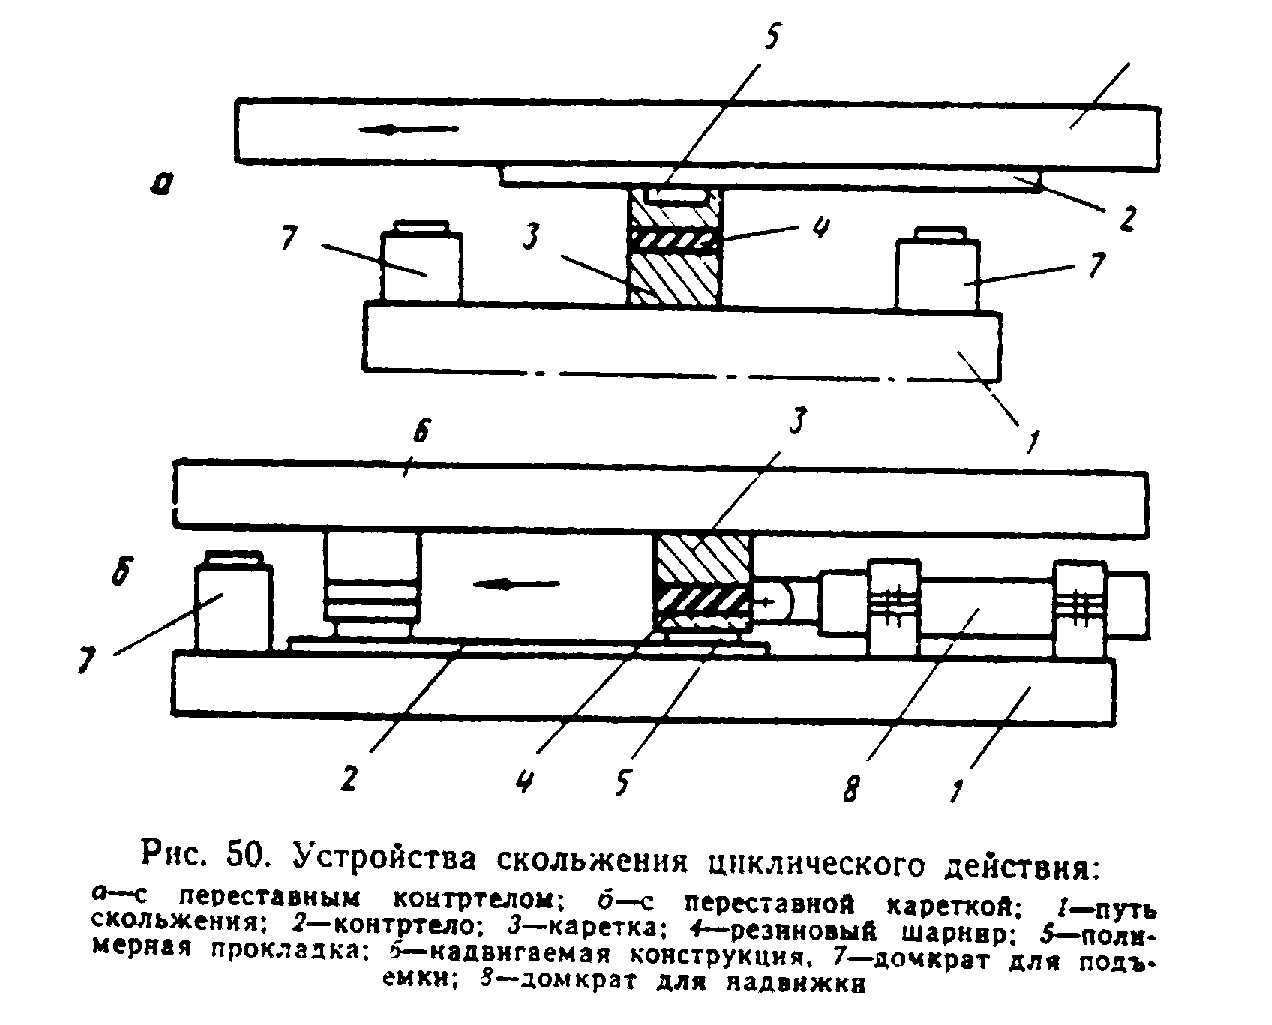 5
а
2
7
3
4
7
1
6
3
б
7
2
4
5
8
1
Рис. 50. Устройства скольжения циклического действия:
а—с переставным контртелом; б—с переставной кареткой; 1—путь
скольжения; 2—контртело; 3—каретка; 4—резиновый шарнир; 5—поли-
мерная прокладка; 6—надвигаемая конструкция, 7—домкрат для подъ-
емки; 8—домкрат для надвижки